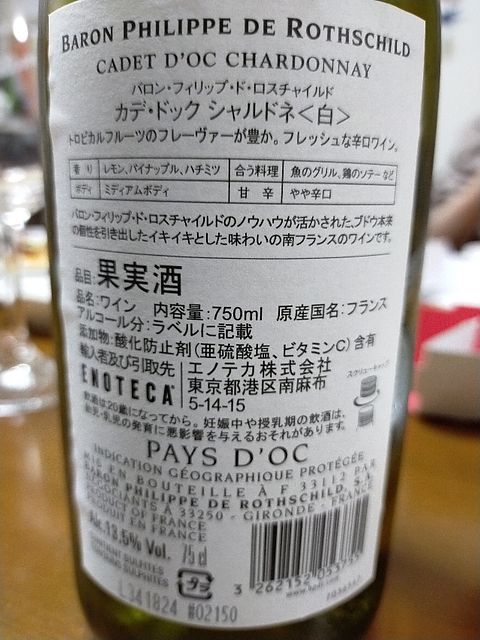 BARON PHILIPPE DE ROTHSCHILD
CADET D'OC CHARDONNAY
バロン・フィリップ・ド・ロスチャイルド
カデ・ドック シャルドネ<白>
トロピカルフルーツのフレーヴァーが豊か。フレッシュな辛口ワイン。
香り レモン、パイナップル、ハチミツ 合う料理 魚のグリル、鶏のソテーなど
ボディ ミディアムボディ 甘辛 やや辛口
バロン・フィリップ・ド・ロスチャイルドのノウハウが活かされた、ブドウ本来
の個性を引き出したイキイキとした味わいの南フランスのワインです。
品目:果実酒
品名:ワイン 内容量:750ml 原産国名:フランス
アルコール分:ラベルに記載
添加物:酸化防止剤(亜硫酸塩、ビタミンC)含有
輸入者及び引取先 エノテカ株式会社
ENOTECA 東京都港区南麻布
5-14-15
スクリューキャップ
飲酒は20歳になってから。妊娠中や授乳期の飲酒は、
胎児・乳児の発育に悪影響を与えるおそれがあります。
PAYS D'OC
INDICATION GÉOGRAPHIQUE PROTÉGÉE
MIS EN BOUTEILLE À F 33112 PAR
BARON PHILIPPE DE ROTHSCHILD, S.A.
NÉGOCIANTS À 33250 - GIRONDE - FRANCE
PRODUCT OF FRANCE
PRODUIT EN FRANCE
Alc.13,5% Vol. 75cl
CONTAINS SULFITES
L341824 #02150